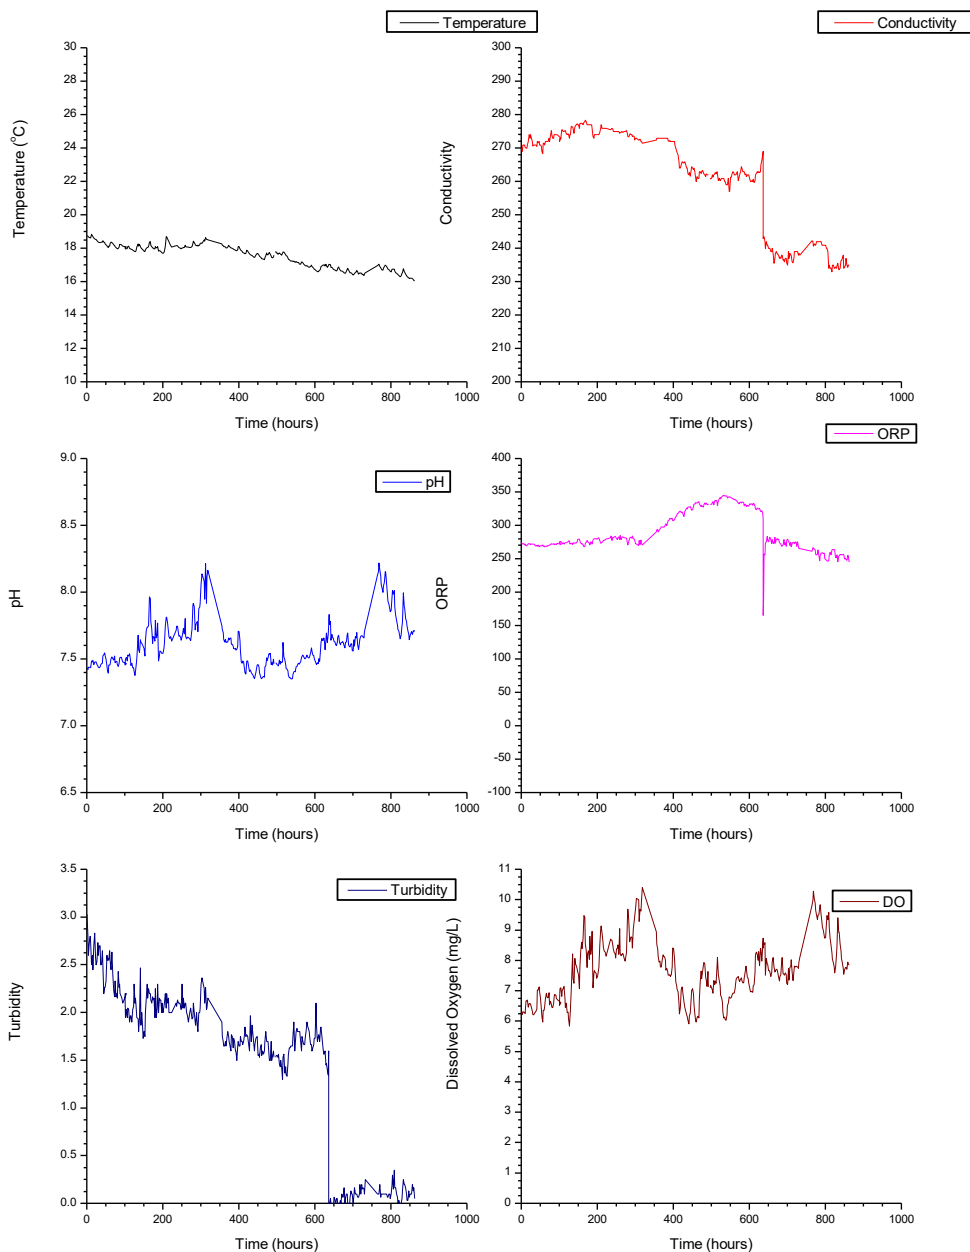 Temperature
30
28
26
24
22
20
18
16
14
12
10
Temperature (°C)
0 200 400 600 800 1000
Time (hours)
Conductivity
300
290
280
270
260
250
240
230
220
210
200
Conductivity
0 200 400 600 800 1000
Time (hours)
pH
9.0
8.5
8.0
7.5
7.0
6.5
pH
0 200 400 600 800 1000
Time (hours)
ORP
400
350
300
250
200
150
100
50
0
-50
-100
ORP
0 200 400 600 800 1000
Time (hours)
Turbidity
3.5
3.0
2.5
2.0
1.5
1.0
0.5
0.0
Turbidity
0 200 400 600 800 1000
Time (hours)
DO
11
10
9
8
7
6
5
4
3
2
1
0
Dissolved Oxygen (mg/L)
0 200 400 600 800 1000
Time (hours)